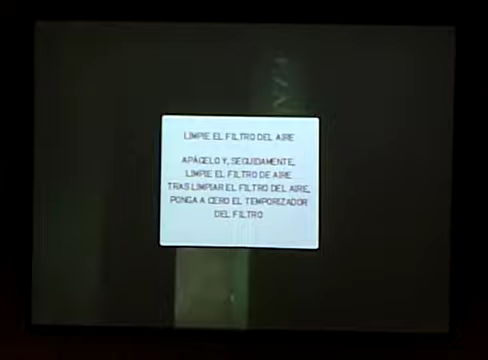 LIMPIE EL FILTRO DEL AIRE
APÁGELO Y, SEGUIDAMENTE,
LIMPIE EL FILTRO DE AIRE
TRAS LIMPIAR EL FILTRO DEL AIRE,
PONGA A CERO EL TEMPORIZADOR
DEL FILTRO